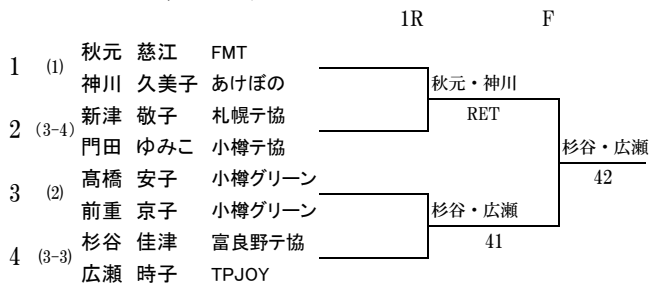 1R F
1 (1) 秋元 慈江 FMT
神川 久美子 あけぼの
秋元・神川
RET
2 (3-4) 新津 敬子 札幌テ協
門田 ゆみこ 小樽テ協
杉谷・広瀬
42
3 (2) 髙橋 安子 小樽グリーン
前重 京子 小樽グリーン
杉谷・広瀬
41
4 (3-3) 杉谷 佳津 富良野テ協
広瀬 時子 TPJOY